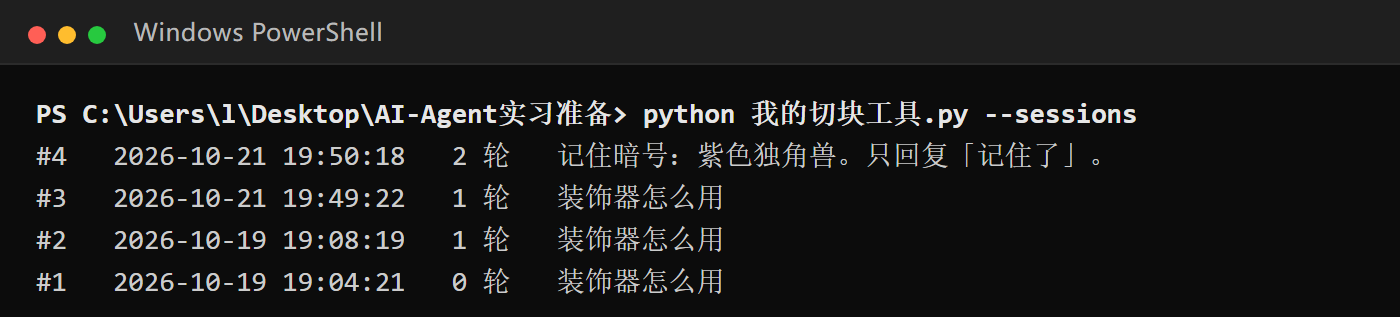 Windows PowerShell
PS C:\Users\l\Desktop\AI-Agent实习准备> python 我的切块工具.py --sessions
#4   2026-10-21 19:50:18   2 轮   记住暗号：紫色独角兽。只回复「记住了」。
#3   2026-10-21 19:49:22   1 轮   装饰器怎么用
#2   2026-10-19 19:08:19   1 轮   装饰器怎么用
#1   2026-10-19 19:04:21   0 轮   装饰器怎么用